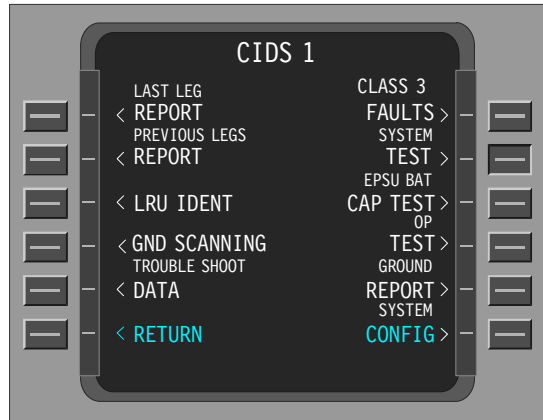 CIDS 1
LAST LEG CLASS 3
< REPORT FAULTS >
PREVIOUS LEGS SYSTEM
< REPORT TEST >
EPSU BAT
< LRU IDENT CAP TEST >
OP
< GND SCANNING TEST >
TROUBLE SHOOT GROUND
< DATA REPORT >
SYSTEM
< RETURN CONFIG >